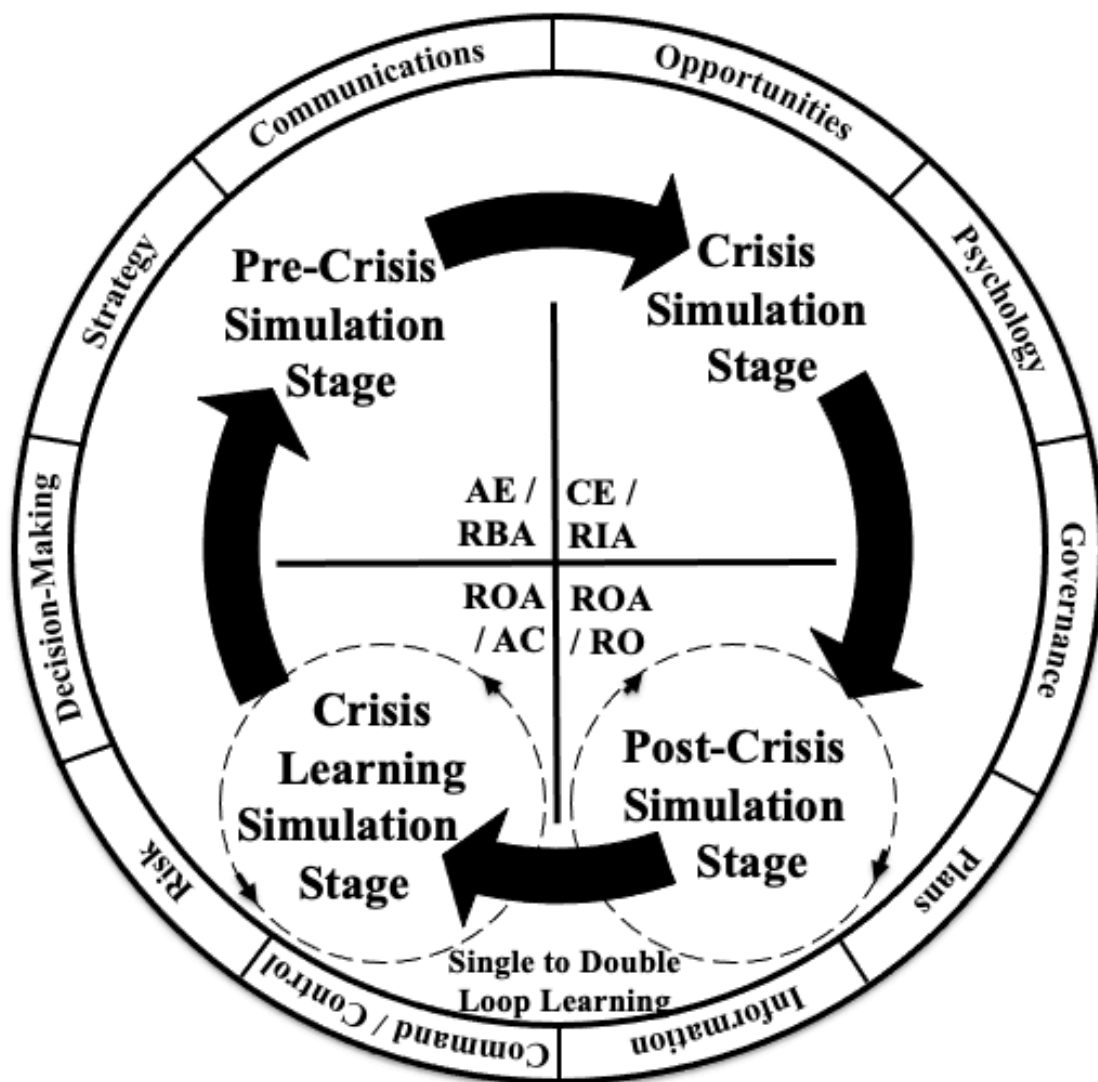 Communications
Opportunities
Psychology
Governance
Plans
Information
Command / Control
Risk
Decision-Making
Strategy
Pre-Crisis
Simulation
Stage
Crisis
Simulation
Stage
AE /
RBA
CE /
RIA
ROA
/ AC
ROA
/ RO
Crisis
Learning
Simulation
Stage
Post-Crisis
Simulation
Stage
Single to Double
Loop Learning